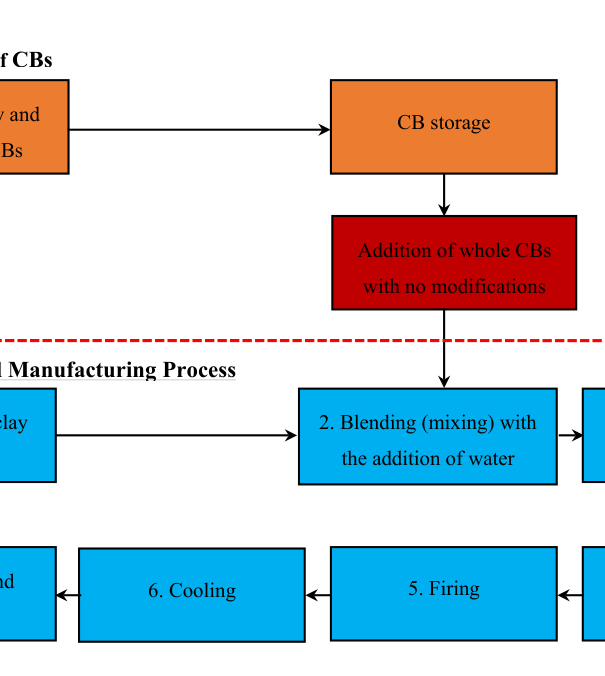 f CBs
and
Bs
CB storage
Addition of whole CBs
with no modifications
Manufacturing Process
clay
2. Blending (mixing) with
the addition of water
nd
6. Cooling
5. Firing